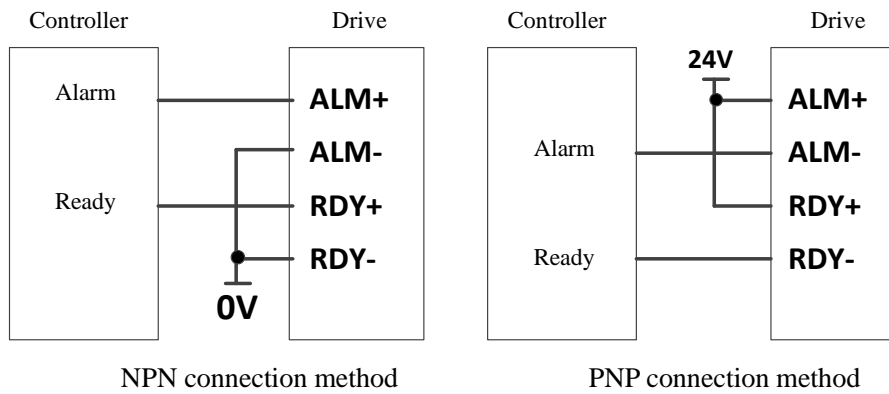 Controller
Drive
Alarm
ALM+
ALM-
Ready
RDY+
RDY-
0V
NPN connection method
Controller
Drive
24V
ALM+
Alarm
ALM-
RDY+
Ready
RDY-
PNP connection method